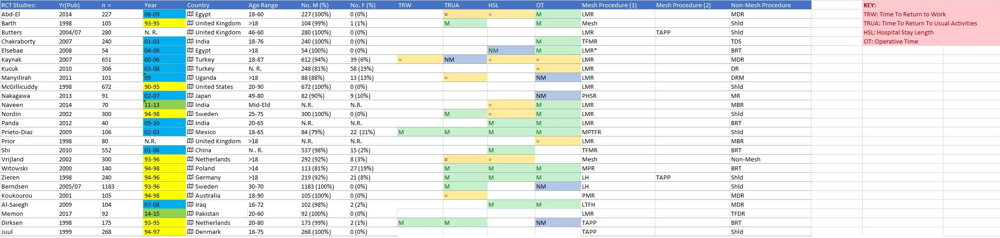 RCT Studies: Yr(Pub) n = Year Country Age Range No. M (%) No. F (%) TRW TRUA HSL OT Mesh Procedure (1) Mesh Procedure (2) Non-Mesh Procedure KEY:
Abd-El 2014 227 08-09 Egypt 18-60 227 (100%) 0 (0%) = = M LMR MDR TRW: Time To Return to Work
Barth 1998 105 93-95 United Kingdom >18 104 (99%) 1 (1%) M M Mesh Shld TRUA: Time To Return To Usual Activities
Butters 2004/07 280 N. R. United Kingdom 46-60 280 (100%) 0 (0%) LMR TAPP Shld HSL: Hospital Stay Length
Chakraborty 2007 240 01-03 India 18-76 240 (100%) 0 (0%) M TFMR TDS OT: Operative Time
Elsebae 2008 54 04-06 Egypt >18 54 (100%) 0 (0%) NM M LMR* BRT
Kaynak 2007 651 00-06 Turkey 18-87 612 (94%) 39 (6%) = NM = = LMR MDR
Kucuk 2010 306 03-08 Turkey N. R. 248 (81%) 58 (19%) = LMR DR
Manyilirah 2011 101 09 Uganda >18 88 (88%) 13 (13%) = NM LMR DRM
McGillicuddy 1998 672 90-95 United States 20-90 672 (100%) 0 (0%) LMR Shld
Nakagawa 2013 91 02-07 Japan 49-80 82 (90%) 9 (10%) NM PHSR MR
Naveen 2014 70 11-13 India Mid-Eld N.R. N.R. = M LMR MBR
Nordin 2002 300 94-98 Sweden 25-75 300 (100%) 0 (0%) M = M LMR Shld
Panda 2012 40 09-10 India 20-65 N.R. N.R. M M LMR BRT
Prieto-Diaz 2009 106 02-03 Mexico 18-65 84 (79%) 22 (21%) M M M M MPTFR Shld
Prior 1998 80 N.R. United Kingdom >18 N.R. N.R. = LMR MBR
Shi 2010 552 01-06 China N . R. 537 (98%) 15 (2%) M TFMR BRT
Vrijland 2002 300 93-96 Netherlands >18 292 (92%) 8 (3%) = = Mesh Non-Mesh
Witowski 2000 140 94-98 Poland >14 113 (81%) 27 (19%) M M M MPR BRT
Zieren 1998 240 94-96 Germany >18 219 (92%) 21 (8%) M M M LH TAPP Shld
Berndsen 2005/07 1183 93-96 Sweden 30-70 1183 (100%) 0 (0%) M NM LH Shld
Koukourou 2001 105 94-98 Australia 18-90 105 (100%) 0 (0%) = PMR MDR
Al-Saiegh 2009 104 07-08 Iraq 16-72 102 (98%) 2 (2%) M M LTFH MDR
Memon 2017 92 14-15 Pakistan 20-60 92 (100%) 0 (0%) LMR TFDR
Dirksen 1998 175 93-95 Netherlands 20-80 173 (99%) 2 (1%) M M NM TAPP BRT
Juul 1999 268 94-97 Denmark 18-75 268 (100%) 0 (0%) TAPP Shld